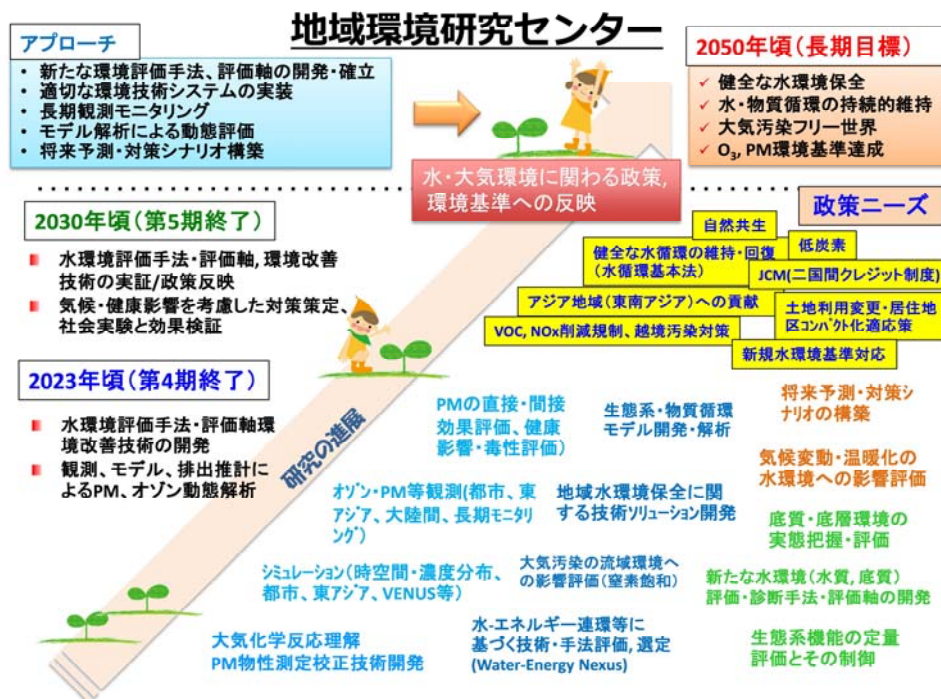 地域環境研究センター
アプローチ
• 新たな環境評価手法、評価軸の開発・確立
• 適切な環境技術システムの実装
• 長期観測モニタリング
• モデル解析による動態評価
• 将来予測・対策シナリオ構築
2050年頃(長期目標)
✓ 健全な水環境保全
✓ 水・物質循環の持続的維持
✓ 大気汚染フリー世界
✓ O₃, PM環境基準達成
水・大気環境に関わる政策,
環境基準への反映
政策ニーズ
自然共生
健全な水循環の維持・回復
(水循環基本法)
低炭素
JCM(二国間クレジット制度)
アジア地域(東南アジア)への貢献
土地利用変更・居住地
区コンパクト化適応策
VOC, NOx削減規制、越境汚染対策
新規水環境基準対応
2030年頃(第5期終了)
水環境評価手法・評価軸, 環境改善
技術の実証/政策反映
気候・健康影響を考慮した対策策定、
社会実験と効果検証
2023年頃(第4期終了)
水環境評価手法・評価軸環
境改善技術の開発
観測、モデル、排出推計に
よるPM、オゾン動態解析
研究の進展
PMの直接・間接
効果評価、健康
影響・毒性評価)
生態系・物質循環
モデル開発・解析
将来予測・対策シ
ナリオの構築
気候変動・温暖化の
水環境への影響評価
オゾン・PM等観測(都市、東
アジア、大陸間、長期モニタリ
ング)
地域水環境保全に関
する技術ソリューション開発
底質・底層環境の
実態把握・評価
シミュレーション(時空間・濃度分布、
都市、東アジア、VENUS等)
大気汚染の流域環境へ
の影響評価(窒素飽和)
新たな水環境(水質, 底質)
評価・診断手法・評価軸の開発
大気化学反応理解
PM物性測定校正技術開発
水-エネルギー連環等に
基づく技術・手法評価, 選定
(Water-Energy Nexus)
生態系機能の定量
評価とその制御